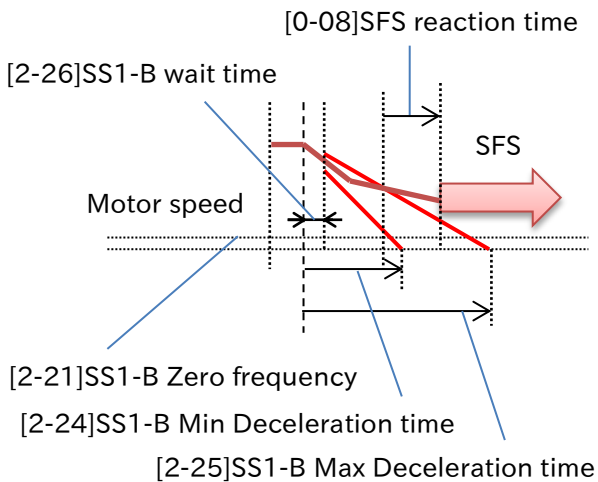 [0-08]SFS reaction time
[2-26]SS1-B wait time
SFS
Motor speed
[2-21]SS1-B Zero frequency
[2-24]SS1-B Min Deceleration time
[2-25]SS1-B Max Deceleration time